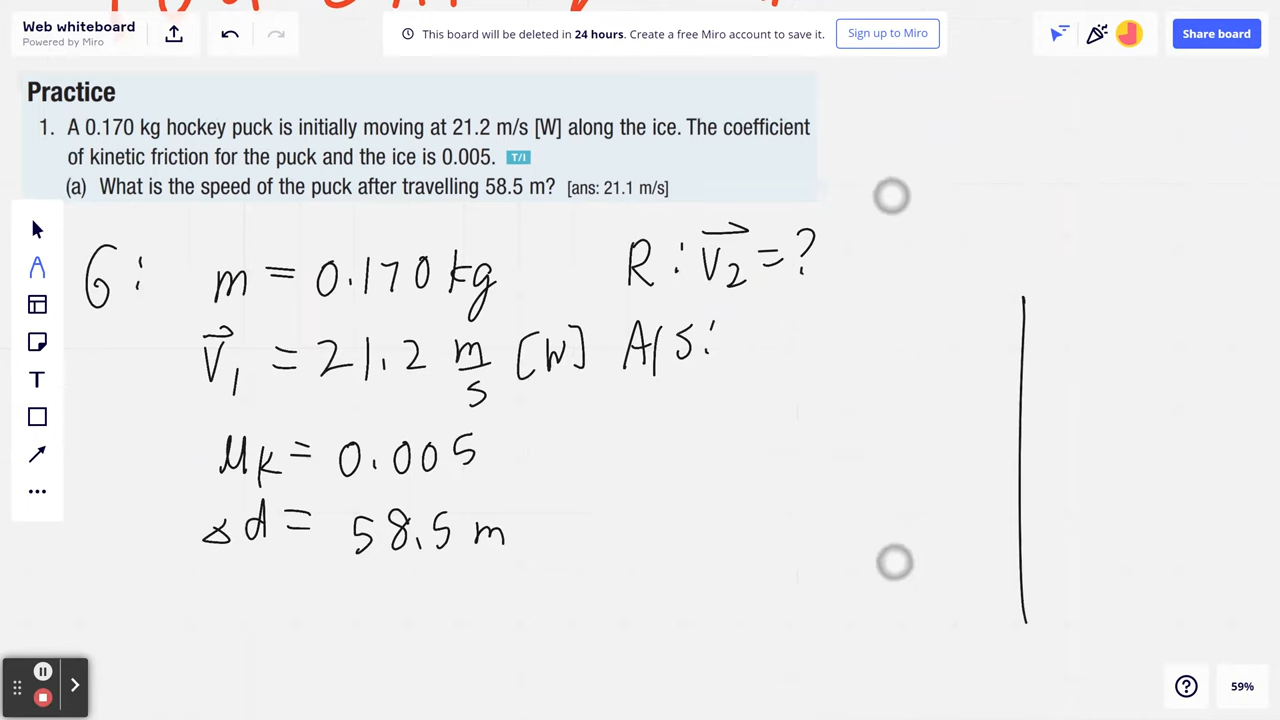 Web whiteboard
Powered by Miro
This board will be deleted in 24 hours. Create a free Miro account to save it.
Sign up to Miro
Share board
Practice
1. A 0.170 kg hockey puck is initially moving at 21.2 m/s [W] along the ice. The coefficient
of kinetic friction for the puck and the ice is 0.005. T/I
(a) What is the speed of the puck after travelling 58.5 m? [ans: 21.1 m/s]
G: m = 0.170 kg
R: V⃗₂ = ?
V⃗₁ = 21.2 m/s [W]
A/S:
μk = 0.005
Δd = 58.5 m
T
59%